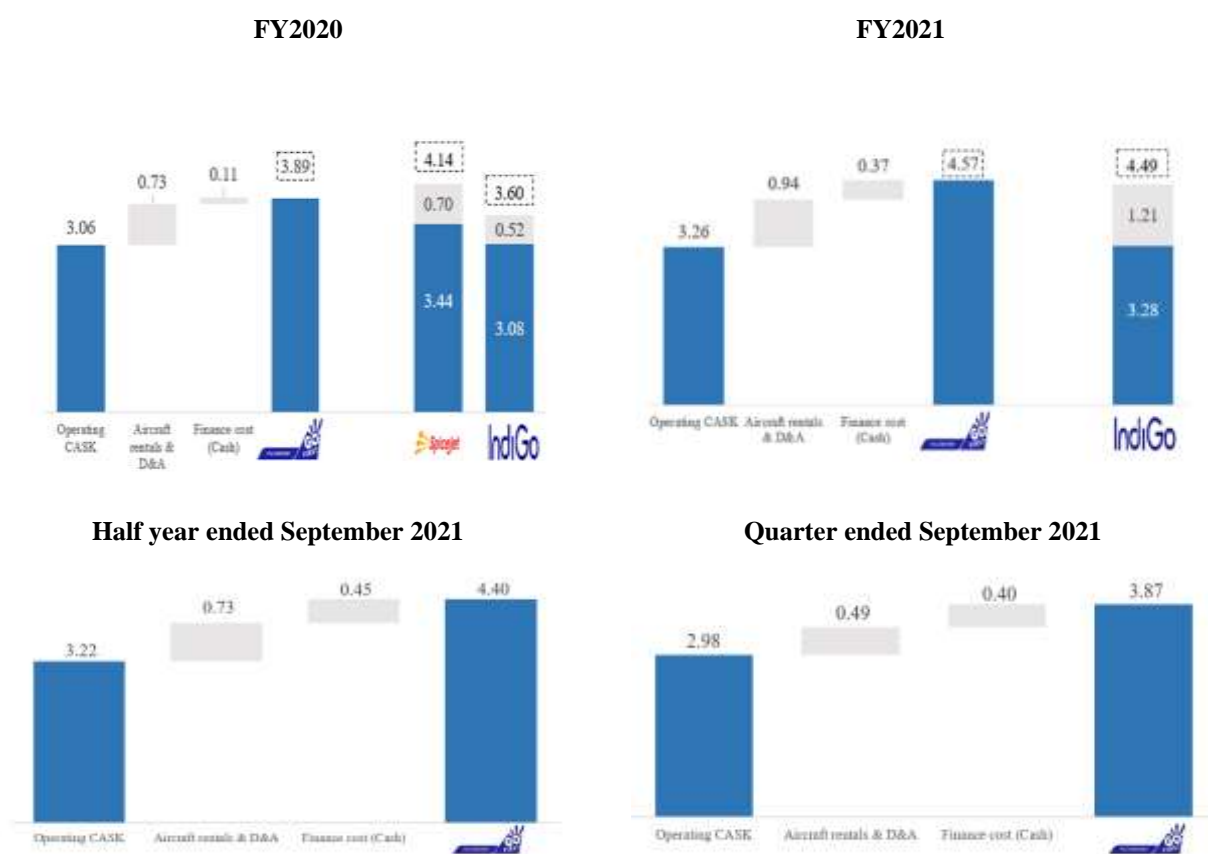 FY2020
FY2021
3.06
0.73
0.11
3.89
4.14
0.70
3.44
3.60
0.52
3.08
Operating
CASK
Aircraft
rentals &
D&A
Finance cost
(Cash)
Spicejet
IndiGo
3.26
0.94
0.37
4.57
4.49
1.21
3.28
Operating CASK
Aircraft rentals
& D&A
Finance cost
(Cash)
IndiGo
Half year ended September 2021
Quarter ended September 2021
3.22
0.73
0.45
4.40
Operating CASK
Aircraft rentals & D&A
Finance cost (Cash)
2.98
0.49
0.40
3.87
Operating CASK
Aircraft rentals & D&A
Finance cost (Cash)